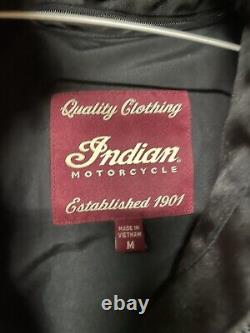 Quality Clothing
Indian®
MOTORCYCLE
Established 1901
MADE IN
VIETNAM
M